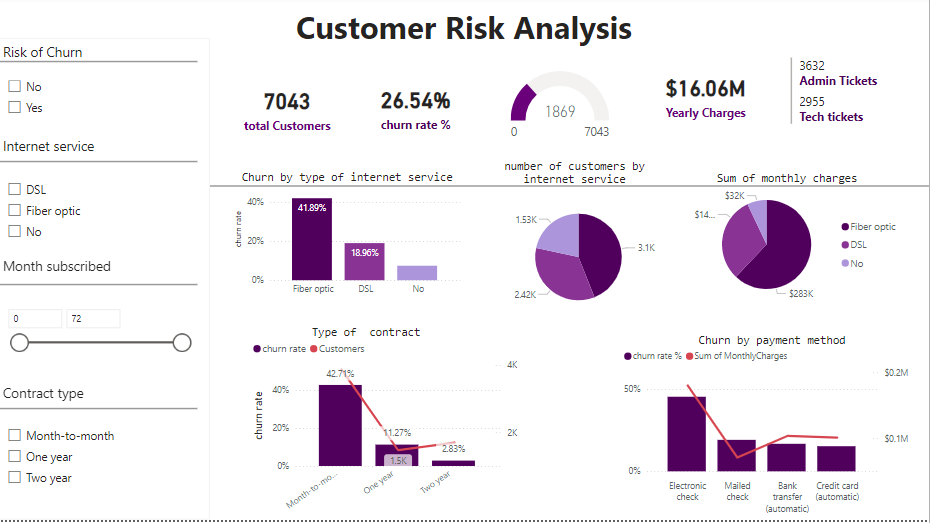 Customer Risk Analysis
Risk of Churn
No
Yes
Internet service
DSL
Fiber optic
No
Month subscribed
0
72
Contract type
Month-to-month
One year
Two year
7043
total Customers
26.54%
churn rate %
1869
0
7043
$16.06M
Yearly Charges
3632
Admin Tickets
2955
Tech tickets
Churn by type of internet service
churn rate
40%
20%
0%
41.89%
18.96%
Fiber optic
DSL
No
number of customers by
internet service
1.53K
3.1K
2.42K
Sum of monthly charges
$32K
$14...
$283K
Fiber optic
DSL
No
Type of contract
churn rate
Customers
churn rate
40%
20%
0%
42.71%
11.27%
1.5K
2.83%
4K
2K
Month-to-mo...
One year
Two year
Churn by payment method
churn rate %
Sum of MonthlyCharges
50%
0%
$0.2M
$0.1M
Electronic
check
Mailed
check
Bank
transfer
(automatic)
Credit card
(automatic)